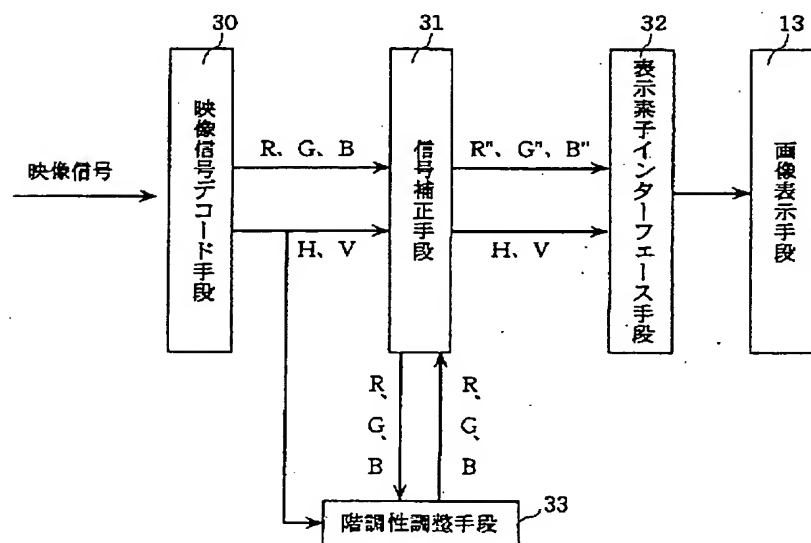 30
31
32
13
映像信号
映像信号デコード手段
R、G、B
H、V
信号補正手段
R"、G"、B"
H、V
表示素子インターフェース手段
画像表示手段
R、
G、
B
R、
G、
B
階調性調整手段
33